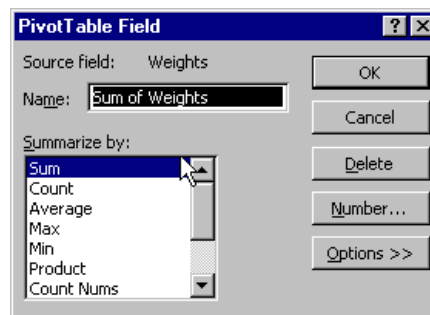 PivotTable Field
Source field: Weights
Name: Sum of Weights
Summarize by:
Sum
Count
Average
Max
Min
Product
Count Nums
OK
Cancel
Delete
Number...
Options >>